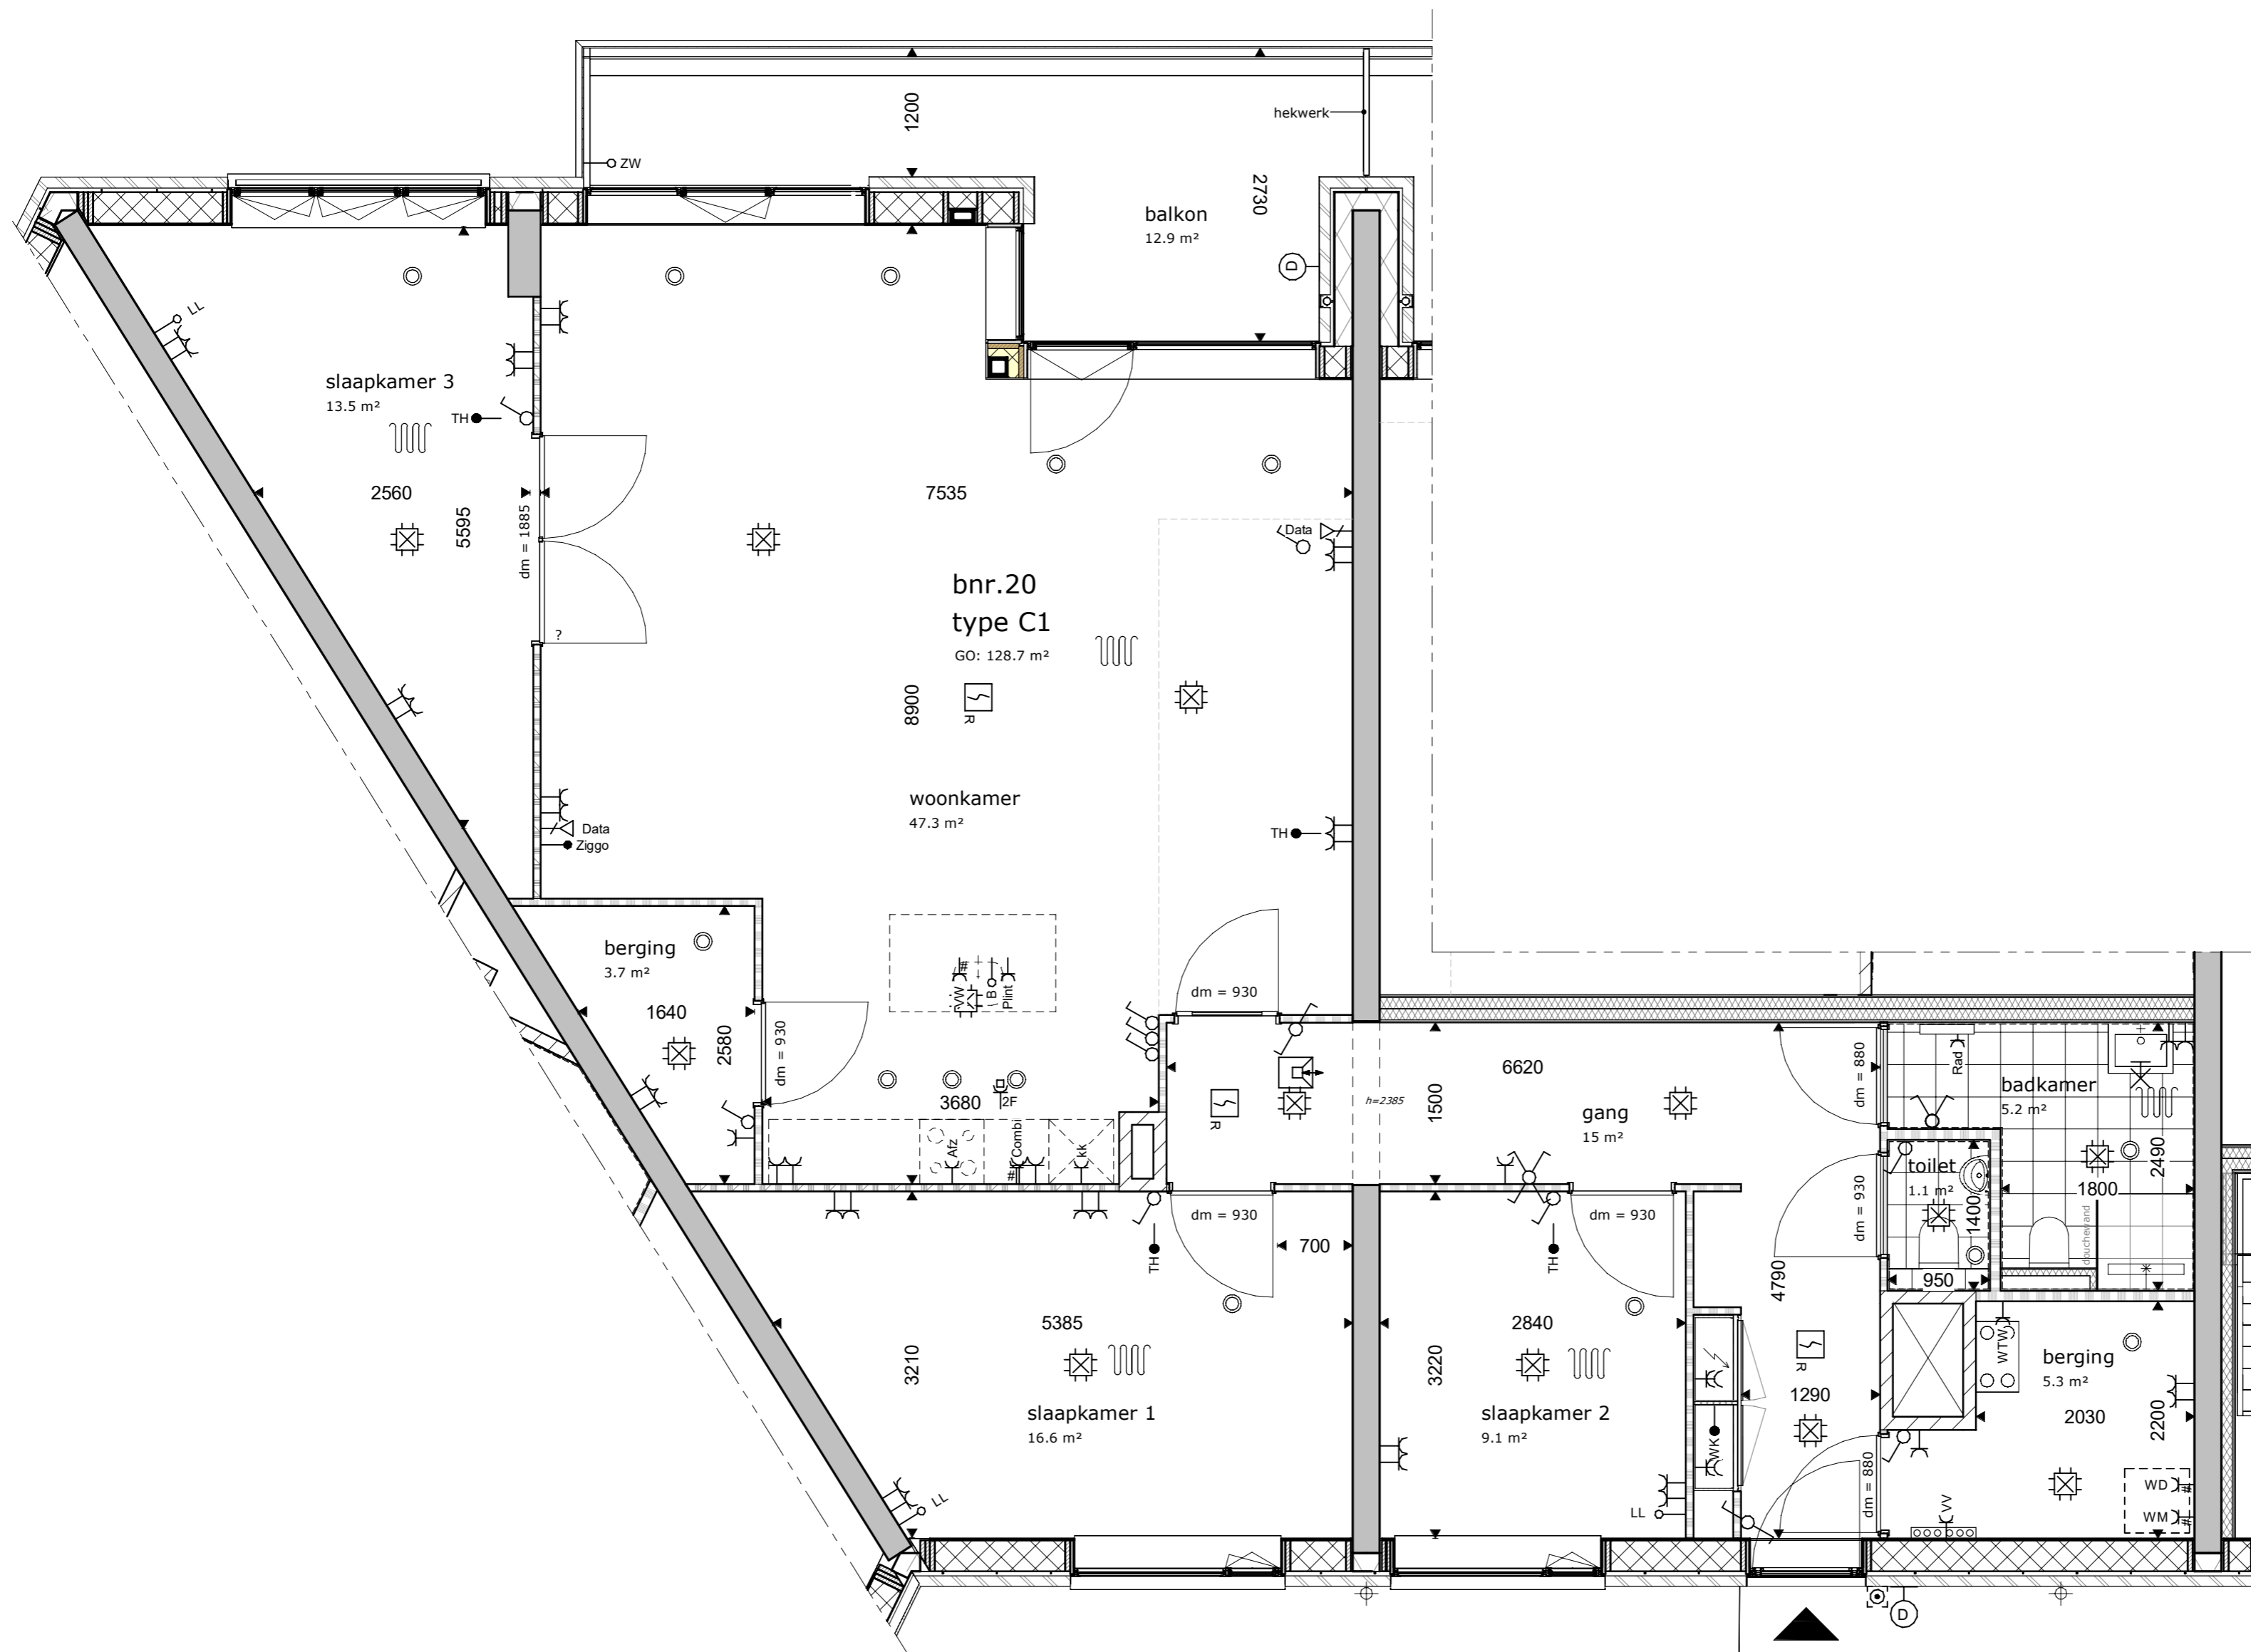 1200
hekwerk
ZW
2730
balkon
12.9 m²
D
LL
slaapkamer 3
13.5 m²
TH
2560
5595
dm = 1885
7535
Data
bnr.20
type C1
GO: 128.7 m²
?
8900
R
woonkamer
47.3 m²
Data
Ziggo
TH
berging
3.7 m²
1640
2580
dm = 930
#
VW
B
Plint
dm = 930
3680
2F
Afz
# Combi
kk
R
h=2385
1500
6620
gang
15 m²
dm = 880
Rad
badkamer
5.2 m²
toilet
1.1 m²
1400
1800
2490
douchewand
950
dm = 930
dm = 930
700
TH
dm = 930
TH
4790
5385
3210
slaapkamer 1
16.6 m²
2840
3220
slaapkamer 2
9.1 m²
R
1290
WTW
berging
5.3 m²
2030
2200
WK
LL
LL
dm = 880
VV
WD #
WM #
D